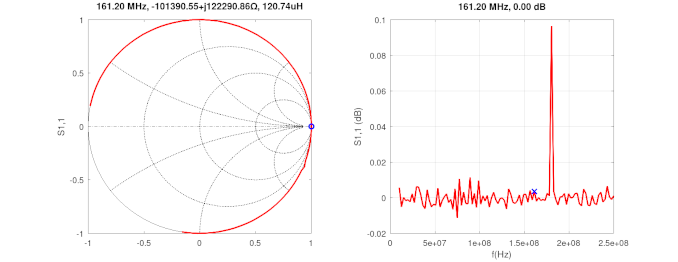 161.20 MHz, -101390.55+j122290.86Ω, 120.74uH
1
0.5
0
-0.5
-1
S1,1
-1
-0.5
0
0.5
1
161.20 MHz, 0.00 dB
0.1
0.08
0.06
0.04
0.02
0
-0.02
S1,1 (dB)
0
5e+07
1e+08
1.5e+08
2e+08
2.5e+08
f(Hz)